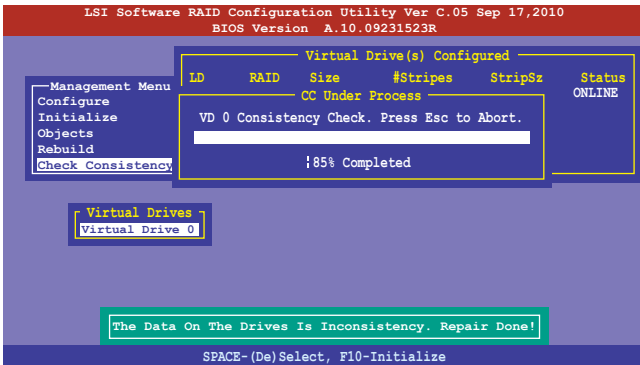 LSI Software RAID Configuration Utility Ver C.05 Sep 17,2010
BIOS Version A.10.09231523R
Virtual Drive(s) Configured
LD RAID Size #Stripes StripSz Status
ONLINE
CC Under Process
VD 0 Consistency Check. Press Esc to Abort.
85% Completed
Management Menu
Configure
Initialize
Objects
Rebuild
Check Consistency
Virtual Drives
Virtual Drive 0
The Data On The Drives Is Inconsistency. Repair Done!
SPACE-(De)Select, F10-Initialize